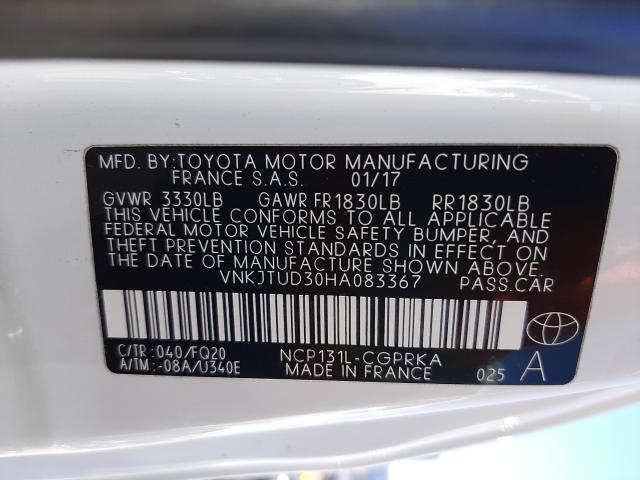 MFD. BY:TOYOTA MOTOR MANUFACTURING
FRANCE S.A.S. 01/17
GVWR 3330LB GAWR FR1830LB RR1830LB
THIS VEHICLE CONFORMS TO ALL APPLICABLE
FEDERAL MOTOR VEHICLE SAFETY BUMPER, AND
THEFT PREVENTION STANDARDS IN EFFECT ON
THE DATE OF MANUFACTURE SHOWN ABOVE.
VNKJTUD30HA083367 PASS.CAR
C/TR : 040/FQ20 NCP131L-CGPRKA
A/TM : -08A/U340E MADE IN FRANCE 025 A